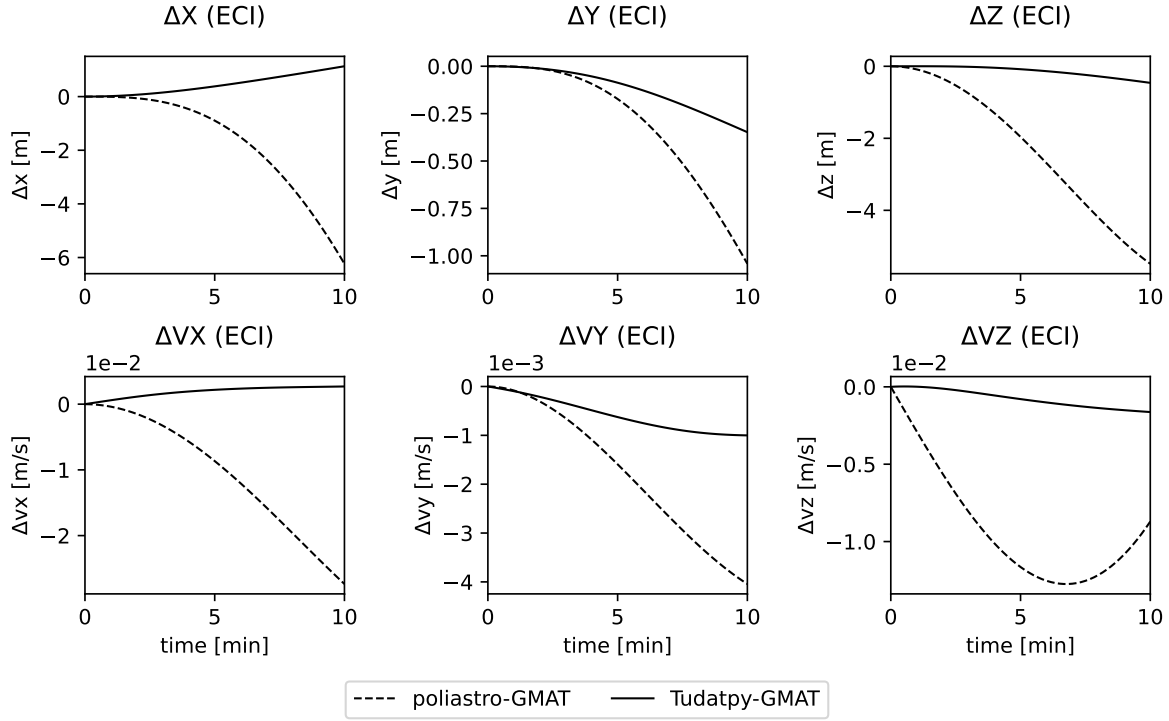 ΔX (ECI)
Δx [m]
0
−2
−4
−6
0 5 10
ΔY (ECI)
Δy [m]
0.00
−0.25
−0.50
−0.75
−1.00
0 5 10
ΔZ (ECI)
Δz [m]
0
−2
−4
0 5 10
ΔVX (ECI)
1e−2
Δvx [m/s]
0
−1
−2
0 5 10
time [min]
ΔVY (ECI)
1e−3
Δvy [m/s]
0
−1
−2
−3
−4
0 5 10
time [min]
ΔVZ (ECI)
1e−2
Δvz [m/s]
0.0
−0.5
−1.0
0 5 10
time [min]
poliastro-GMAT Tudatpy-GMAT